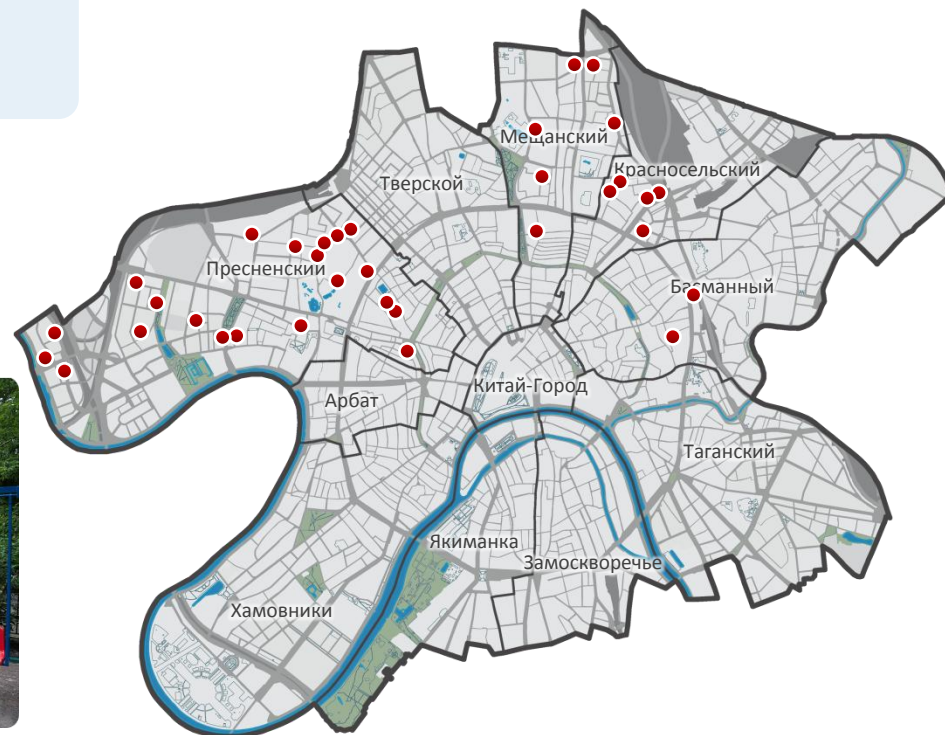 Мещанский
Красносельский
Тверской
Пресненский
Басманный
Китай-Город
Арбат
Таганский
Якиманка
Замоскворечье
Хамовники